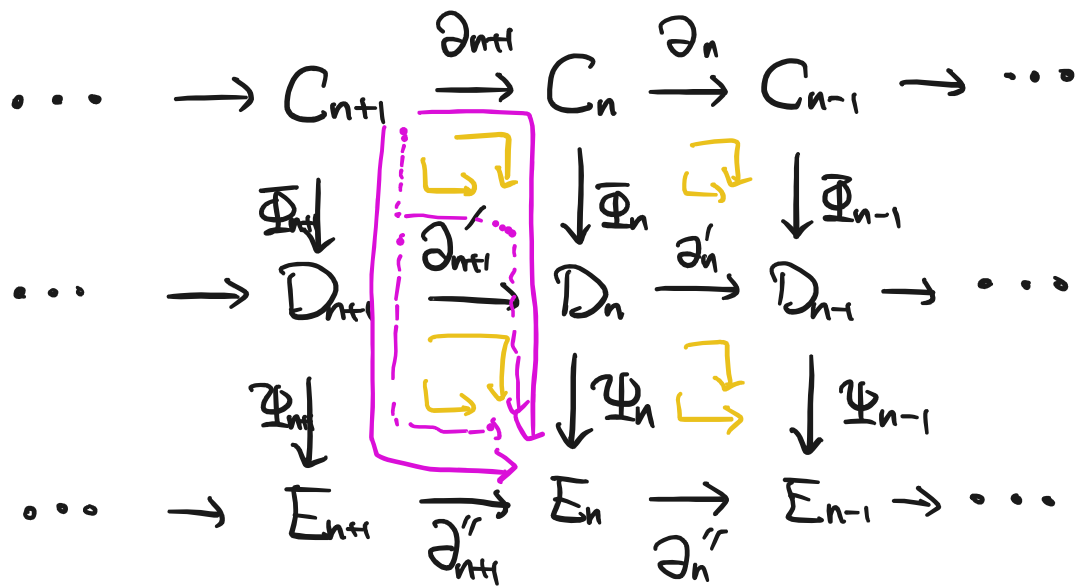 ∂ₙ₊₁ ∂ₙ
... → Cₙ₊₁ → Cₙ → Cₙ₋₁ → ...
Φₙ₊₁ Φₙ Φₙ₋₁
∂'ₙ₊₁ ∂'ₙ
... → Dₙ₊₁ → Dₙ → Dₙ₋₁ → ...
Ψₙ₊₁ Ψₙ Ψₙ₋₁
... → Eₙ₊₁ → Eₙ → Eₙ₋₁ → ...
∂''ₙ₊₁ ∂''ₙ